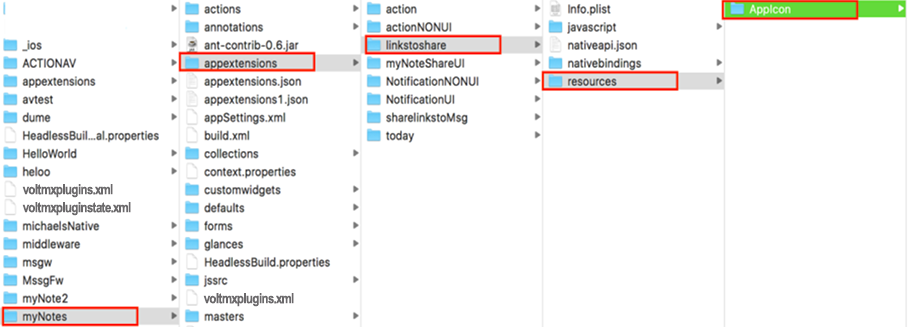 _ios
ACTIONAV
appextensions
avtest
dume
HeadlessBuil...al.properties
HelloWorld
heloo
voltmxplugins.xml
voltmxpluginstate.xml
michaelsNative
middleware
msgw
MssgFw
myNote2
myNotes
actions
annotations
ant-contrib-0.6.jar
appextensions
appextensions.json
appextensions1.json
appSettings.xml
build.xml
collections
context.properties
customwidgets
defaults
forms
glances
HeadlessBuild.properties
jssrc
voltmxplugins.xml
masters
action
actionNONUI
linkstoshare
myNoteShareUI
NotificationNONUI
NotificationUI
sharelinkstoMsg
today
Info.plist
javascript
nativeapi.json
nativebindings
resources
AppIcon